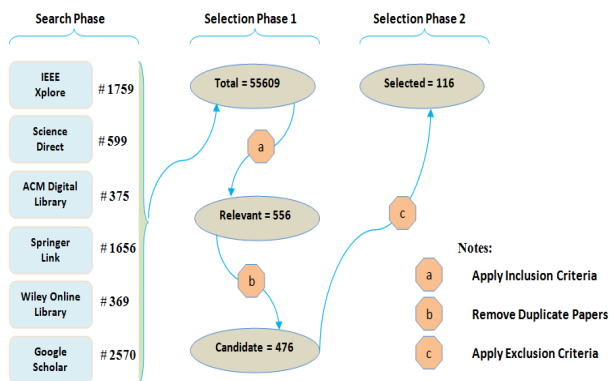 Search Phase
Selection Phase 1
Selection Phase 2
IEEE
Xplore
# 1759
Science
Direct
# 599
ACM Digital
Library
# 375
Springer
Link
# 1656
Wiley Online
Library
# 369
Google
Scholar
# 2570
Total = 55609
a
Relevant = 556
b
Candidate = 476
Selected = 116
c
Notes:
a Apply Inclusion Criteria
b Remove Duplicate Papers
c Apply Exclusion Criteria